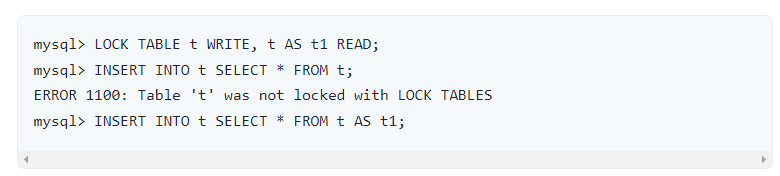 mysql> LOCK TABLE t WRITE, t AS t1 READ;
mysql> INSERT INTO t SELECT * FROM t;
ERROR 1100: Table 't' was not locked with LOCK TABLES
mysql> INSERT INTO t SELECT * FROM t AS t1;